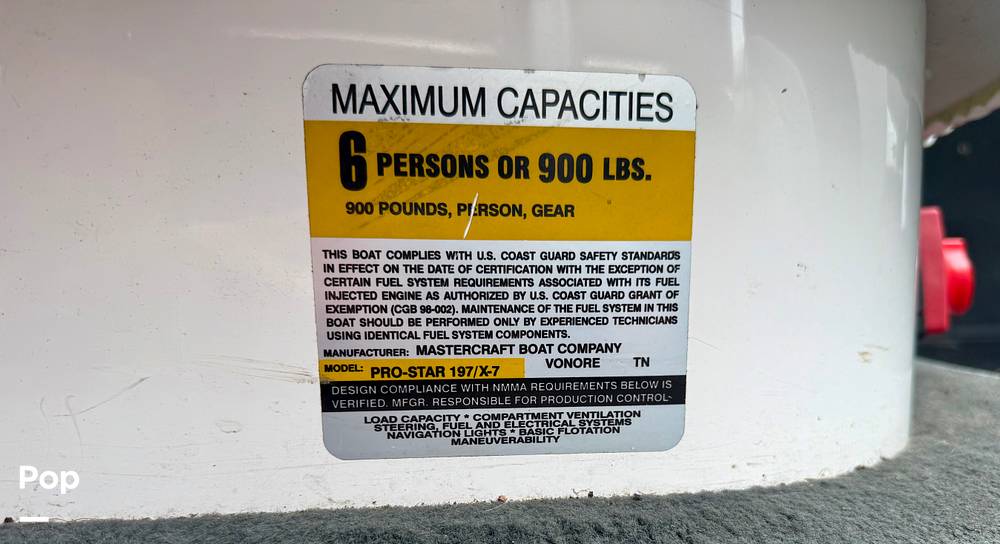 MAXIMUM CAPACITIES
6 PERSONS OR 900 LBS.
900 POUNDS, PERSON, GEAR
THIS BOAT COMPLIES WITH U.S. COAST GUARD SAFETY STANDARDS
IN EFFECT ON THE DATE OF CERTIFICATION WITH THE EXCEPTION OF
CERTAIN FUEL SYSTEM REQUIREMENTS ASSOCIATED WITH ITS FUEL
INJECTED ENGINE AS AUTHORIZED BY U.S. COAST GUARD GRANT OF
EXEMPTION (CGB 98-002). MAINTENANCE OF THE FUEL SYSTEM IN THIS
BOAT SHOULD BE PERFORMED ONLY BY EXPERIENCED TECHNICIANS
USING IDENTICAL FUEL SYSTEM COMPONENTS.
MANUFACTURER: MASTERCRAFT BOAT COMPANY
MODEL: PRO-STAR 197/X-7 VONORE TN
DESIGN COMPLIANCE WITH NMMA REQUIREMENTS BELOW IS
VERIFIED. MFGR. RESPONSIBLE FOR PRODUCTION CONTROL-
LOAD CAPACITY * COMPARTMENT VENTILATION
STEERING, FUEL AND ELECTRICAL SYSTEMS
NAVIGATION LIGHTS * BASIC FLOTATION
MANEUVERABILITY
Pop